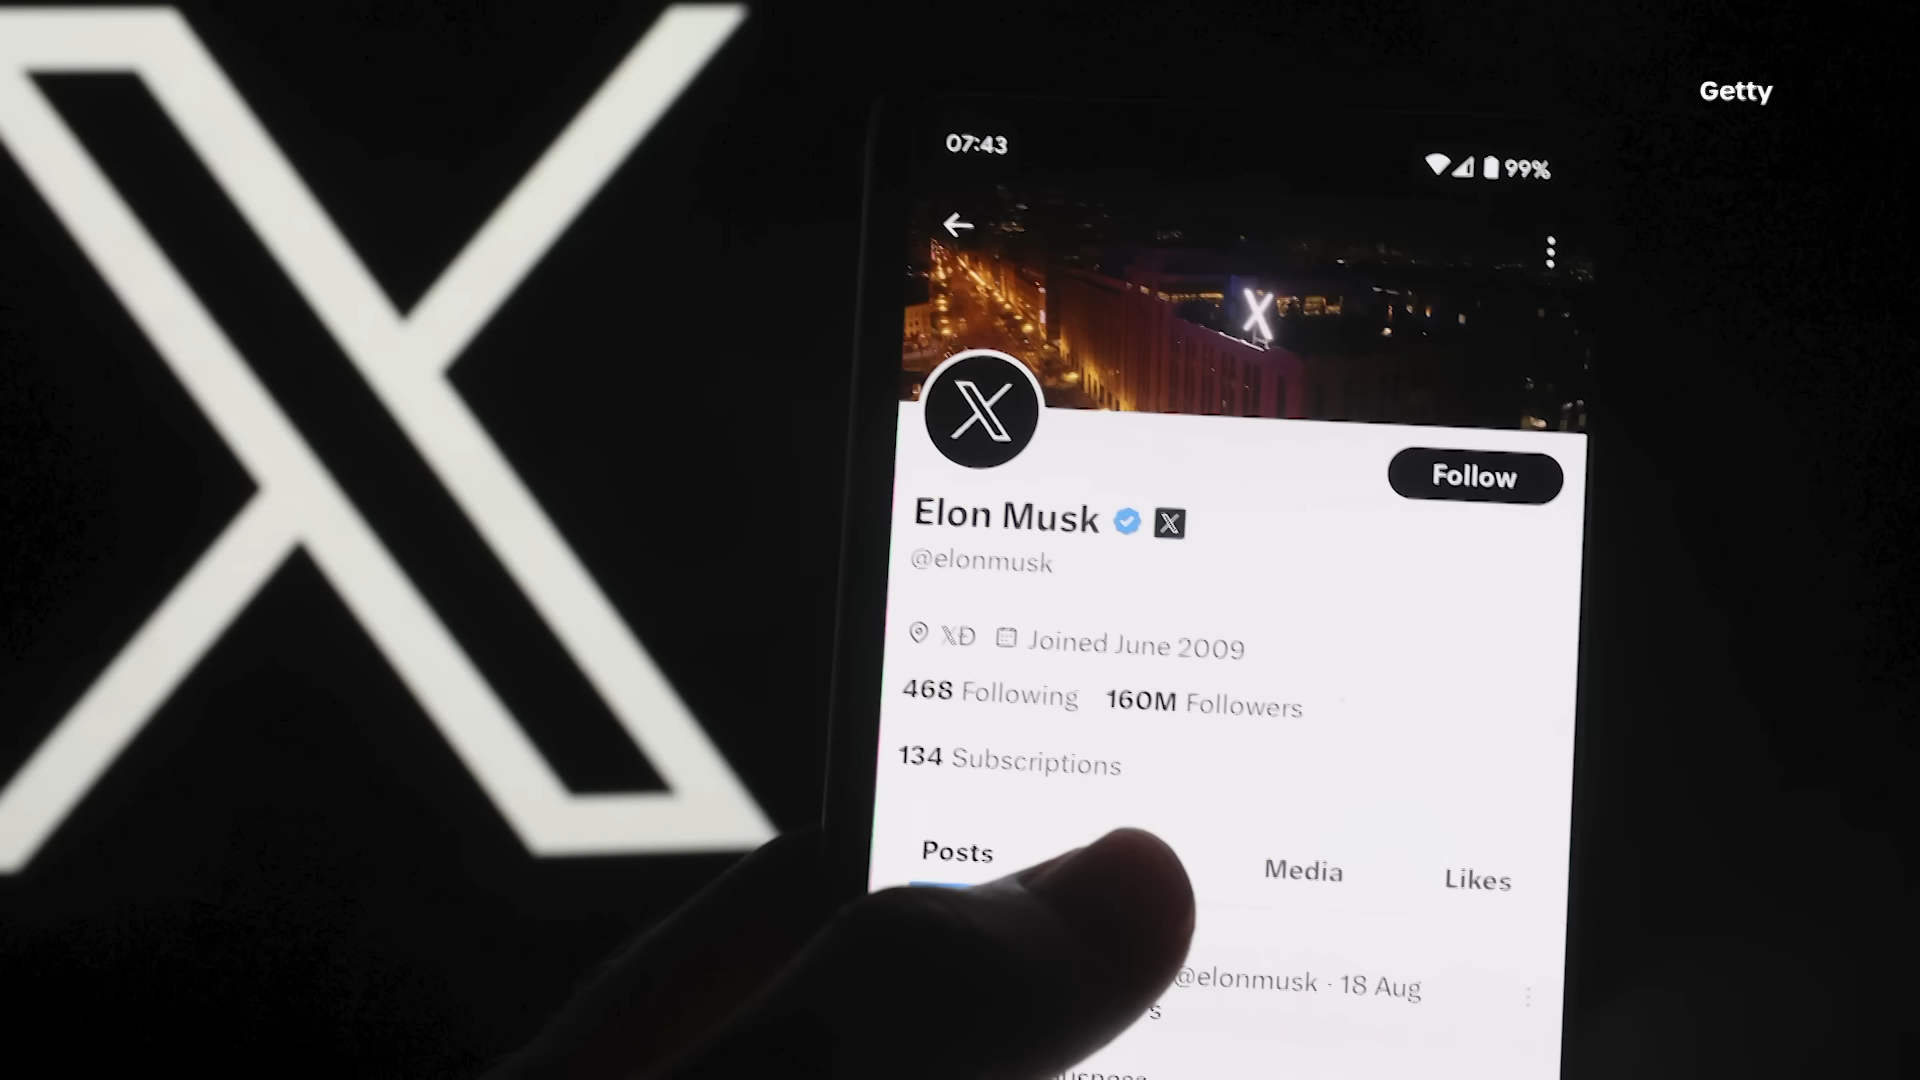 Getty
07:43
99%
X
X
Follow
Elon Musk
X
@elonmusk
𝕏Ð Joined June 2009
468 Following 160M Followers
134 Subscriptions
Posts Media Likes
@elonmusk · 18 Aug